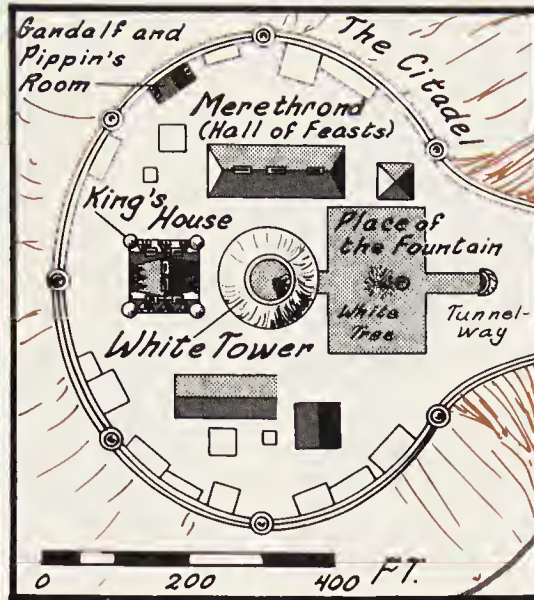 Gandalf and
Pippin's
Room
The Citadel
Merethrond
(Hall of Feasts)
King's
House
Place of
the Fountain
White
Tree
Tunnel-
way
White Tower
0 200 400 FT.